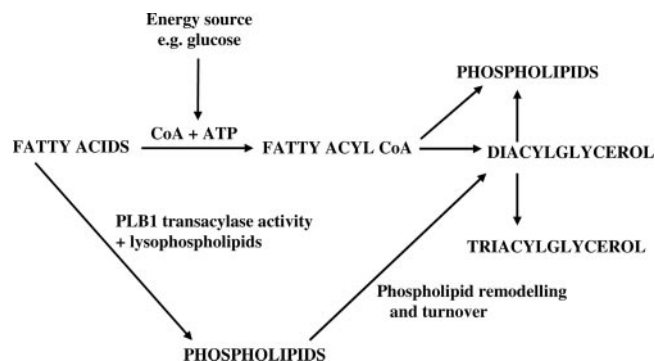 Energy source
e.g. glucose
PHOSPHOLIPIDS
CoA + ATP
FATTY ACIDS
FATTY ACYL CoA
DIACYLGLYCEROL
PLB1 transacylase activity
+ lysophospholipids
TRIACYLGLYCEROL
Phospholipid remodelling
and turnover
PHOSPHOLIPIDS